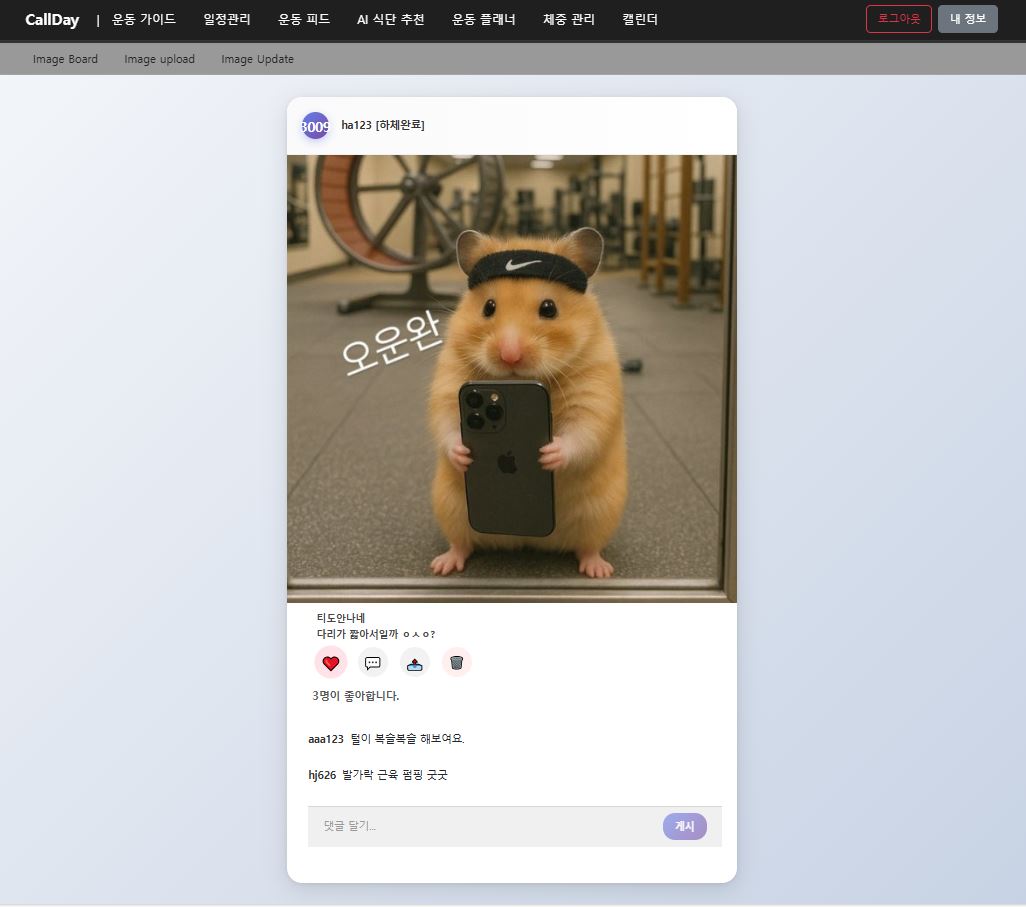 CallDay | 운동 가이드 일정관리 운동 피드 AI 식단 추천 운동 플래너 체중 관리 캘린더 로그아웃 내 정보
Image Board Image upload Image Update
3009 ha123 [하체완료]
오운완
티도안나네
다리가 짧아서일까 ㅇㅅㅇ?
3명이 좋아합니다.
aaa123 털이 복슬복슬 해보여요.
hj626 발가락 근육 펌핑 굿굿
댓글 달기... 게시